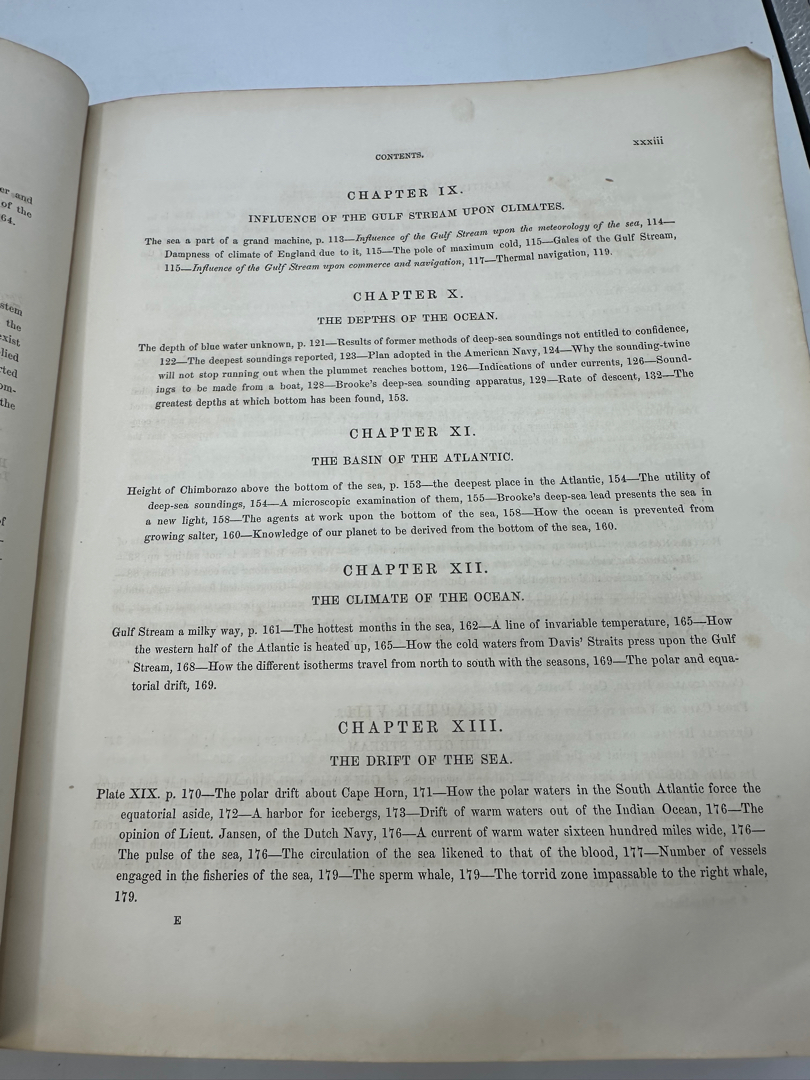 er and
of the
64.
stem
the
exist
lied
rted
om-
the
xxxiii
CONTENTS.
CHAPTER IX.
INFLUENCE OF THE GULF STREAM UPON CLIMATES.
The sea a part of a grand machine, p. 113—Influence of the Gulf Stream upon the meteorology of the sea, 114—
Dampness of climate of England due to it, 115—The pole of maximum cold, 115—Gales of the Gulf Stream,
115—Influence of the Gulf Stream upon commerce and navigation, 117—Thermal navigation, 119.
CHAPTER X.
THE DEPTHS OF THE OCEAN.
The depth of blue water unknown, p. 121—Results of former methods of deep-sea soundings not entitled to confidence,
122—The deepest soundings reported, 123—Plan adopted in the American Navy, 124—Why the sounding-twine
will not stop running out when the plummet reaches bottom, 126—Indications of under currents, 126—Sound-
ings to be made from a boat, 128—Brooke's deep-sea sounding apparatus, 129—Rate of descent, 132—The
greatest depths at which bottom has been found, 153.
CHAPTER XI.
THE BASIN OF THE ATLANTIC.
Height of Chimborazo above the bottom of the sea, p. 153—the deepest place in the Atlantic, 154—The utility of
deep-sea soundings, 154—A microscopic examination of them, 155—Brooke's deep-sea lead presents the sea in
a new light, 158—The agents at work upon the bottom of the sea, 158—How the ocean is prevented from
growing salter, 160—Knowledge of our planet to be derived from the bottom of the sea, 160.
CHAPTER XII.
THE CLIMATE OF THE OCEAN.
Gulf Stream a milky way, p. 161—The hottest months in the sea, 162—A line of invariable temperature, 165—How
the western half of the Atlantic is heated up, 165—How the cold waters from Davis' Straits press upon the Gulf
Stream, 168—How the different isotherms travel from north to south with the seasons, 169—The polar and equa-
torial drift, 169.
CHAPTER XIII.
THE DRIFT OF THE SEA.
Plate XIX. p. 170—The polar drift about Cape Horn, 171—How the polar waters in the South Atlantic force the
equatorial aside, 172—A harbor for icebergs, 173—Drift of warm waters out of the Indian Ocean, 176—The
opinion of Lieut. Jansen, of the Dutch Navy, 176—A current of warm water sixteen hundred miles wide, 176—
The pulse of the sea, 176—The circulation of the sea likened to that of the blood, 177—Number of vessels
engaged in the fisheries of the sea, 179—The sperm whale, 179—The torrid zone impassable to the right whale,
179.
E